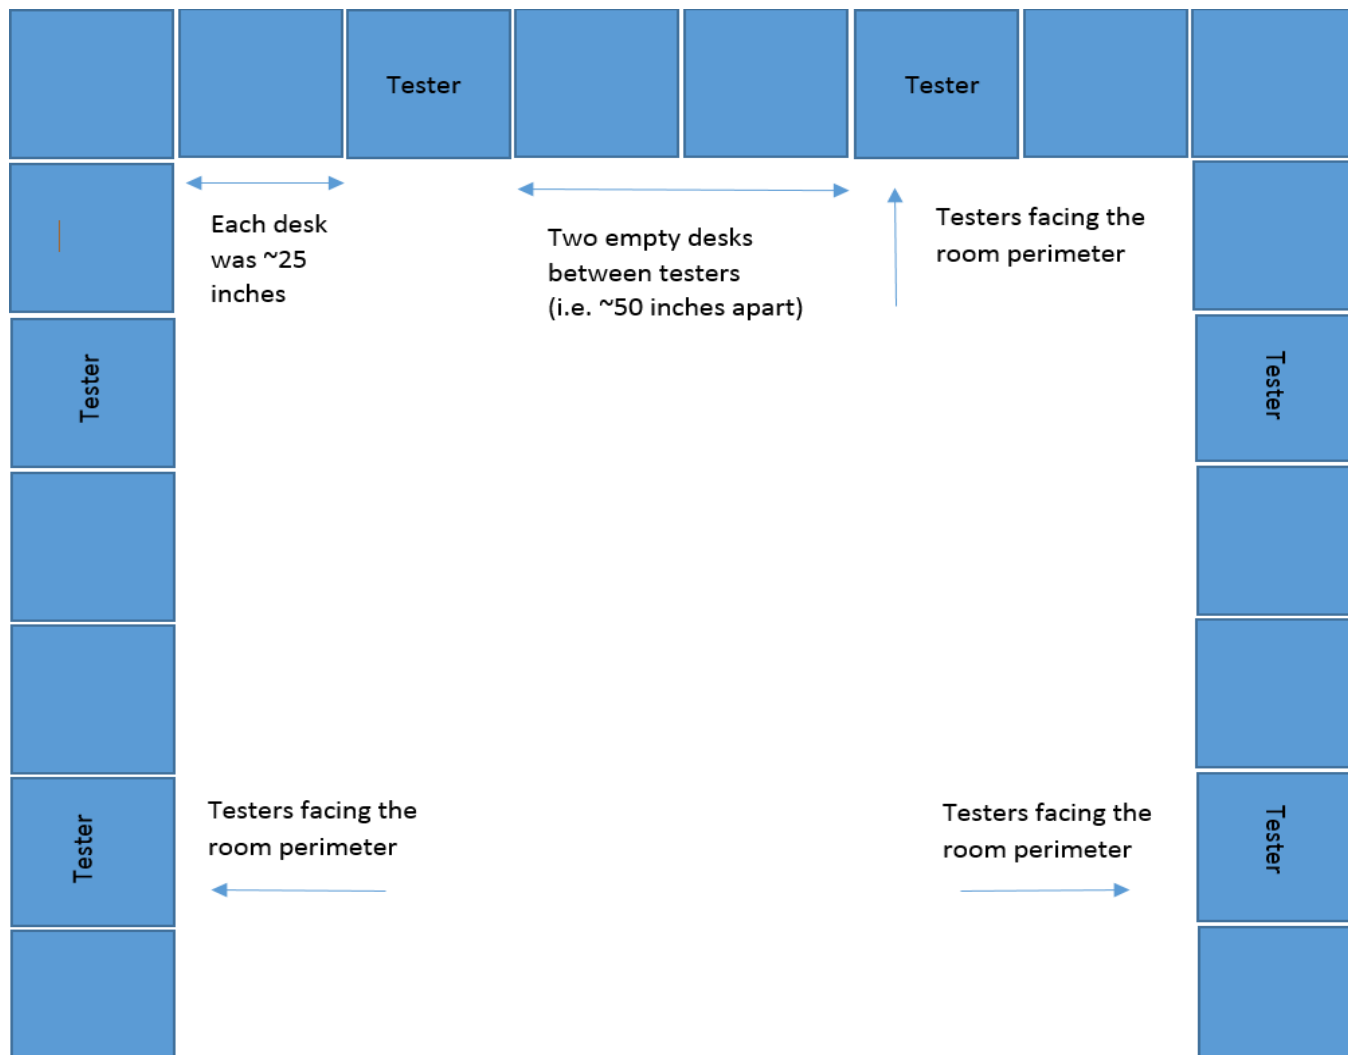 Tester
Tester
Each desk
was ~25
inches
Two empty desks
between testers
(i.e. ~50 inches apart)
Testers facing the
room perimeter
Tester
Tester
Tester
Testers facing the
room perimeter
Testers facing the
room perimeter
Tester